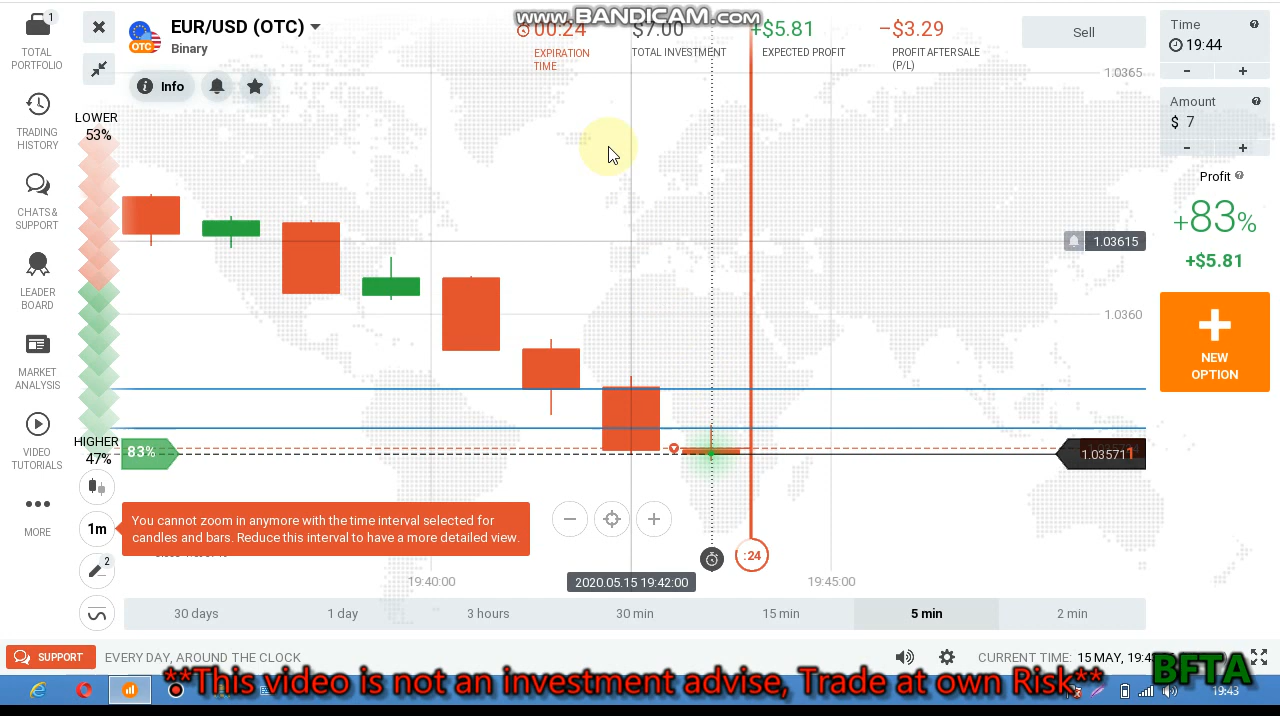 www.BANDICAM.com
1
TOTAL
PORTFOLIO
TRADING
HISTORY
CHATS &
SUPPORT
LEADER
BOARD
MARKET
ANALYSIS
VIDEO
MORE
EUR/USD (OTC)
OTC
Binary
Info
00:24
EXPIRATION
TIME
$7.00
TOTAL INVESTMENT
+$5.81
EXPECTED PROFIT
−$3.29
PROFIT AFTER SALE
(P/L)
Sell
Time
19:44
- +
Amount
$ 7
- +
Profit
+83%
+$5.81
NEW
OPTION
LOWER
53%
HIGHER
47%
83%
1.0365
1.03615
1.0360
1.035711
1m
2
You cannot zoom in anymore with the time interval selected for
candles and bars. Reduce this interval to have a more detailed view.
:24
19:40:00
2020.05.15 19:42:00
19:45:00
30 days
1 day
3 hours
30 min
15 min
5 min
2 min
SUPPORT
EVERY DAY, AROUND THE CLOCK
CURRENT TIME: 15 MAY,
**This video is not an investment advise, Trade at own Risk**
BFTA
19:43